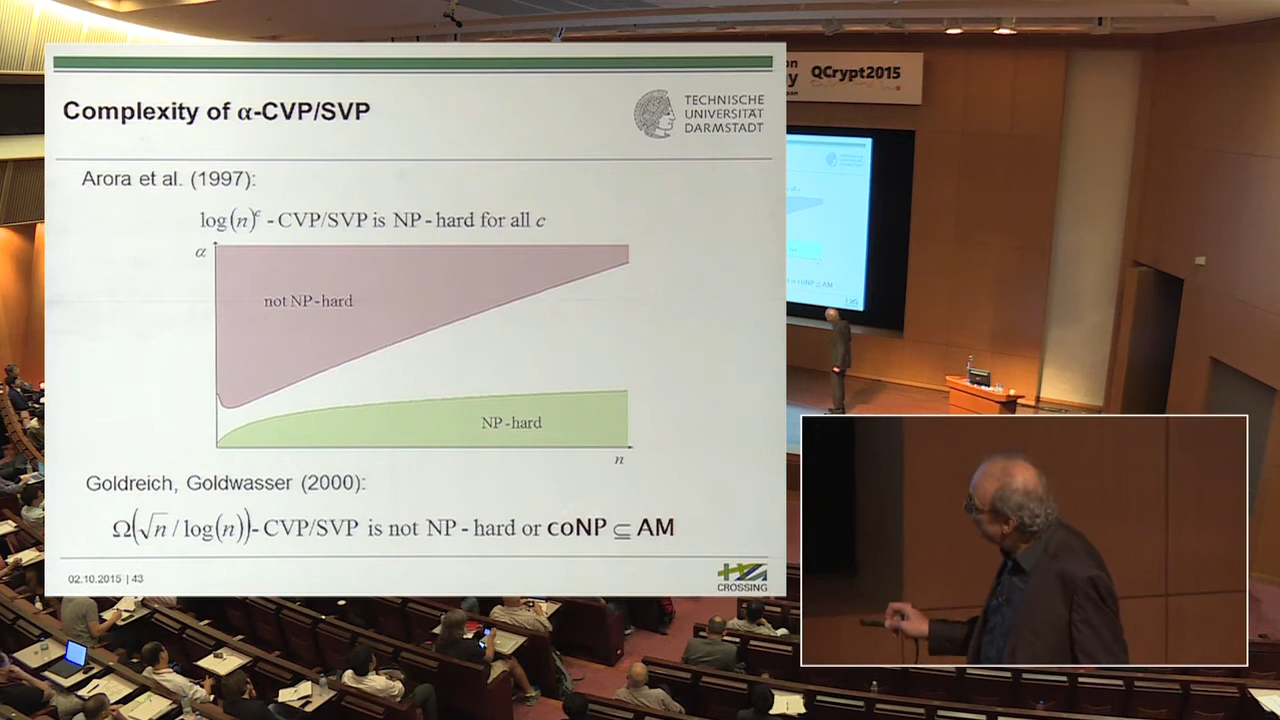 Complexity of α-CVP/SVP
TECHNISCHE
UNIVERSITÄT
DARMSTADT
Arora et al. (1997):
log(n)^c - CVP/SVP is NP - hard for all c
α
not NP - hard
NP - hard
n
Goldreich, Goldwasser (2000):
Ω(√n / log(n)) - CVP/SVP is not NP - hard or coNP ⊆ AM
02.10.2015 | 43
CROSSING
QCrypt2015